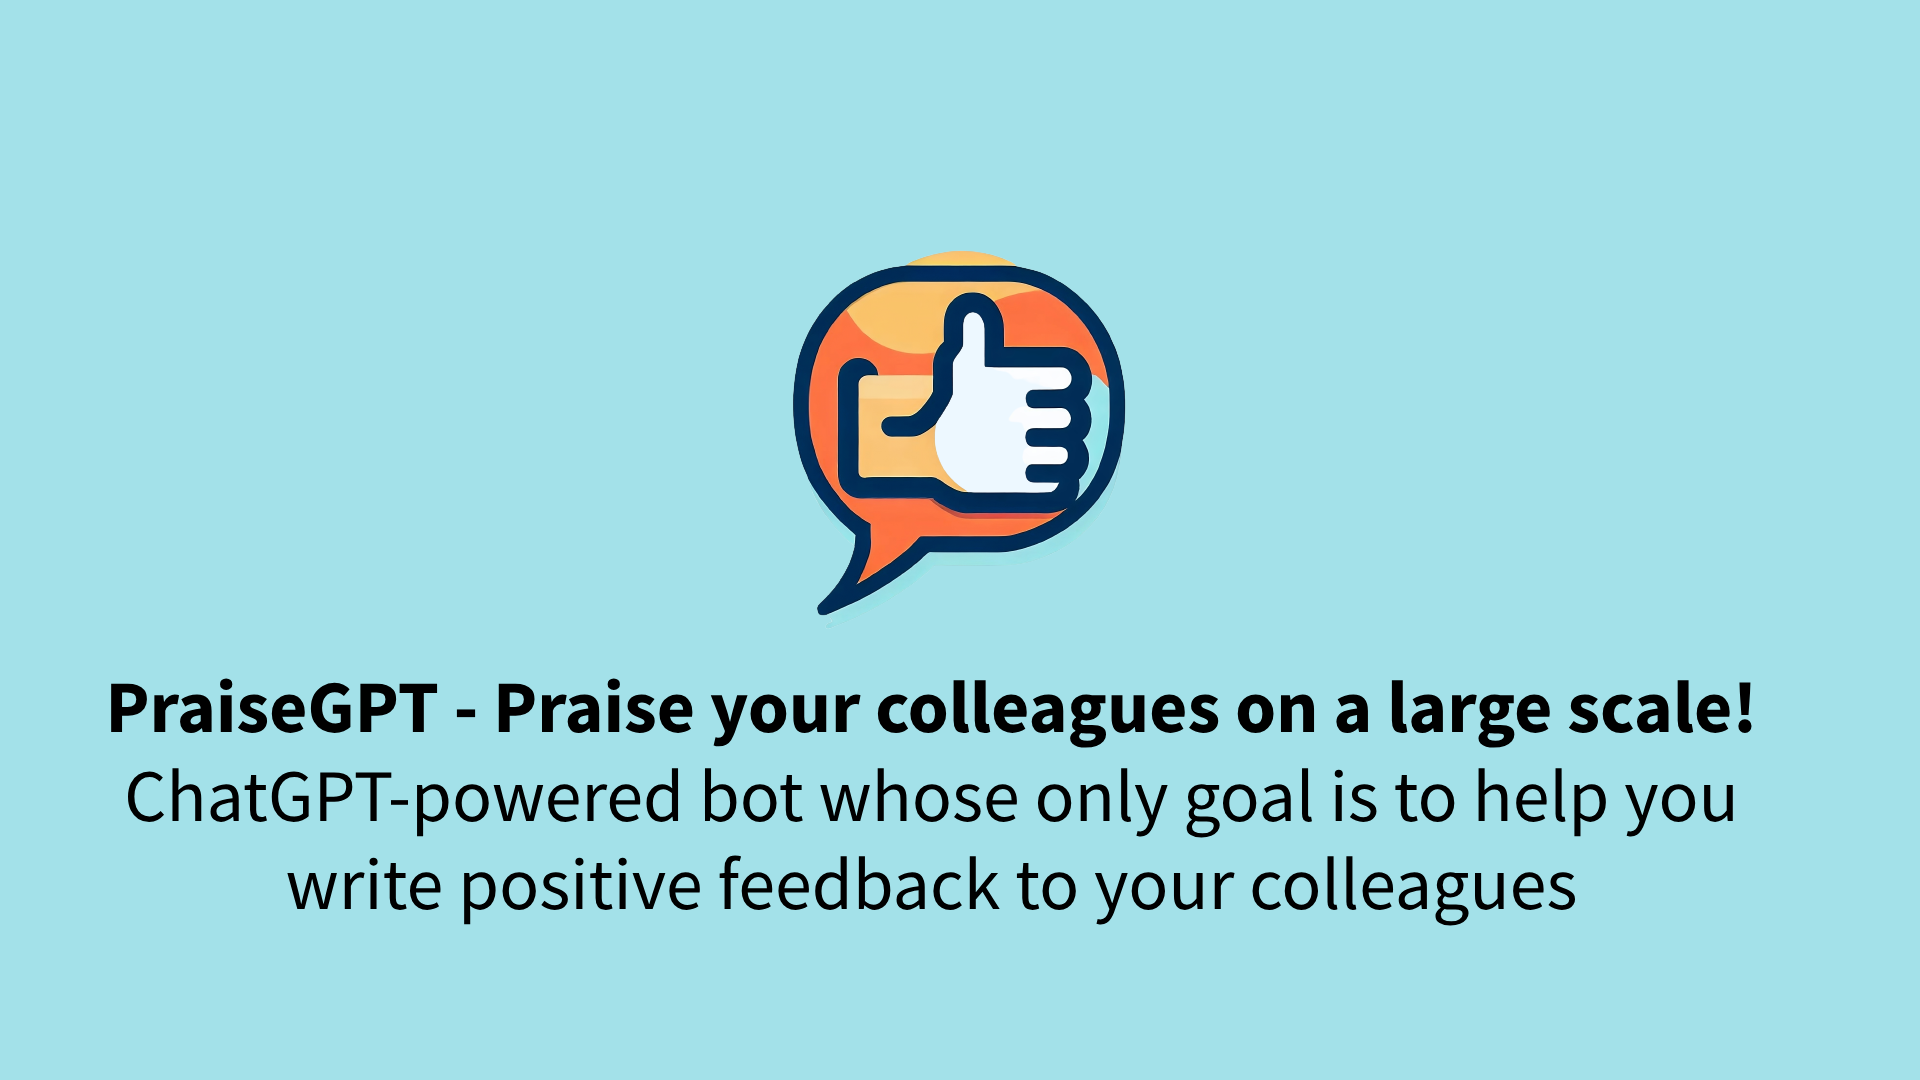 PraiseGPT - Praise your colleagues on a large scale!
ChatGPT-powered bot whose only goal is to help you
write positive feedback to your colleagues